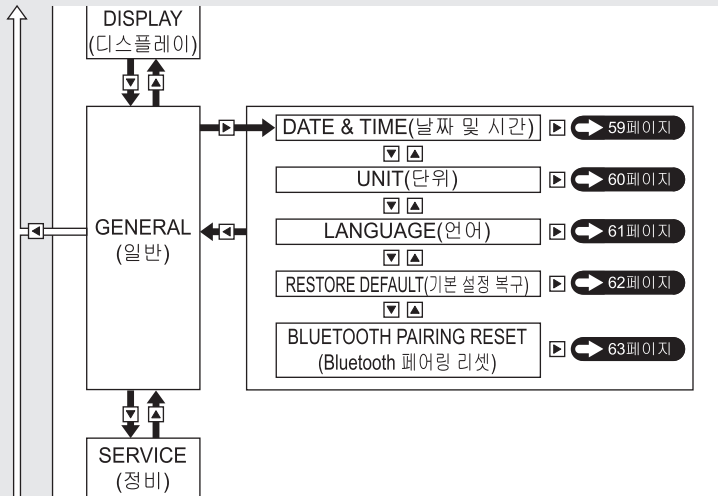 DISPLAY
(디스플레이)
DATE & TIME(날짜 및 시간)
59페이지
UNIT(단위)
60페이지
GENERAL
(일반)
LANGUAGE(언어)
61페이지
RESTORE DEFAULT(기본 설정 복구)
62페이지
BLUETOOTH PAIRING RESET
(Bluetooth 페어링 리셋)
63페이지
SERVICE
(정비)